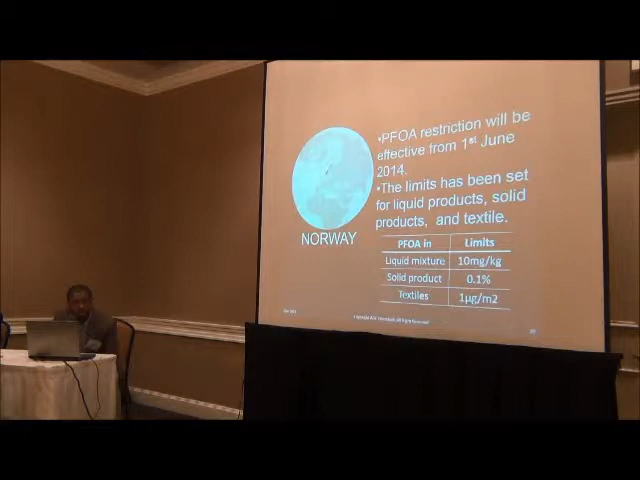 •PFOA restriction will be
effective from 1st June
2014.
•The limits has been set
for liquid products, solid
products, and textile.
NORWAY
PFOA in Limits
Liquid mixture 10mg/kg
Solid product 0.1%
Textiles 1µg/m2